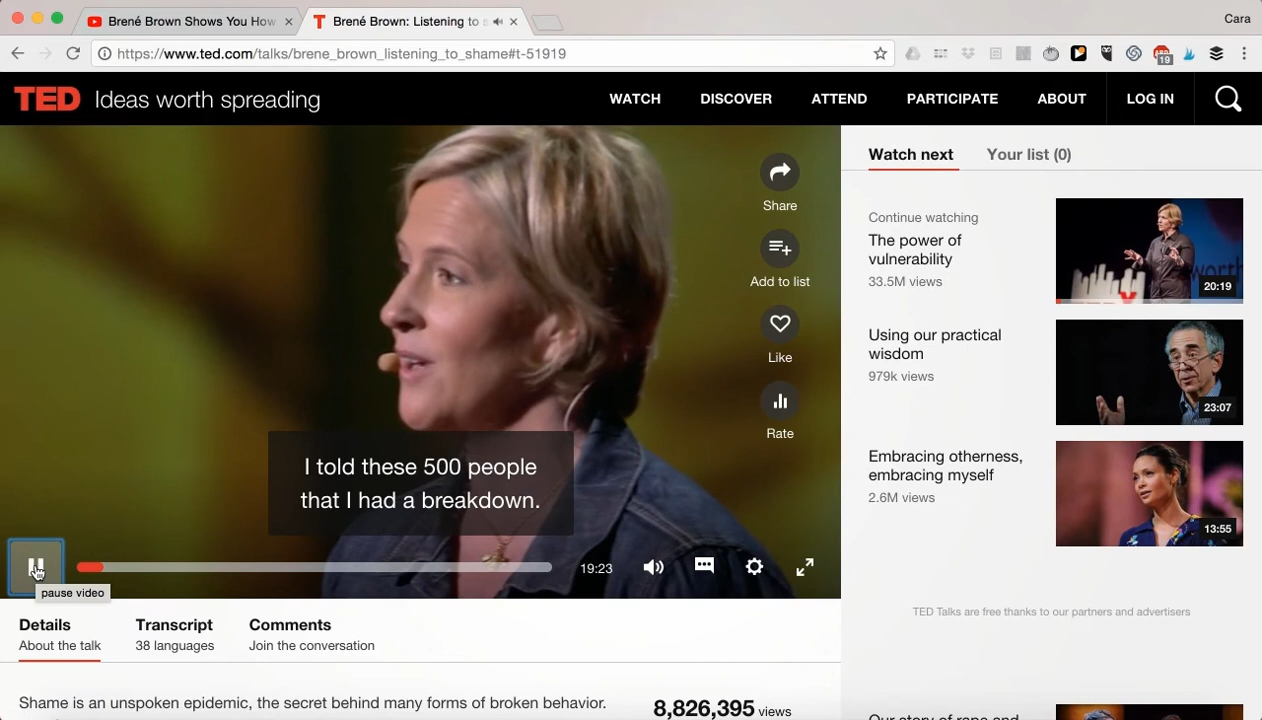 Brené Brown Shows You How
Brené Brown: Listening to s
Cara
https://www.ted.com/talks/brene_brown_listening_to_shame#t-51919
19
TED Ideas worth spreading
WATCH DISCOVER ATTEND PARTICIPATE ABOUT LOG IN
Share
Add to list
Like
Rate
I told these 500 people
that I had a breakdown.
19:23
pause video
Watch next Your list (0)
Continue watching
The power of
vulnerability
33.5M views
20:19
Using our practical
wisdom
979k views
23:07
Embracing otherness,
embracing myself
2.6M views
13:55
TED Talks are free thanks to our partners and advertisers
Details Transcript Comments
About the talk 38 languages Join the conversation
Shame is an unspoken epidemic, the secret behind many forms of broken behavior.
8,826,395 views
Our story of rape and